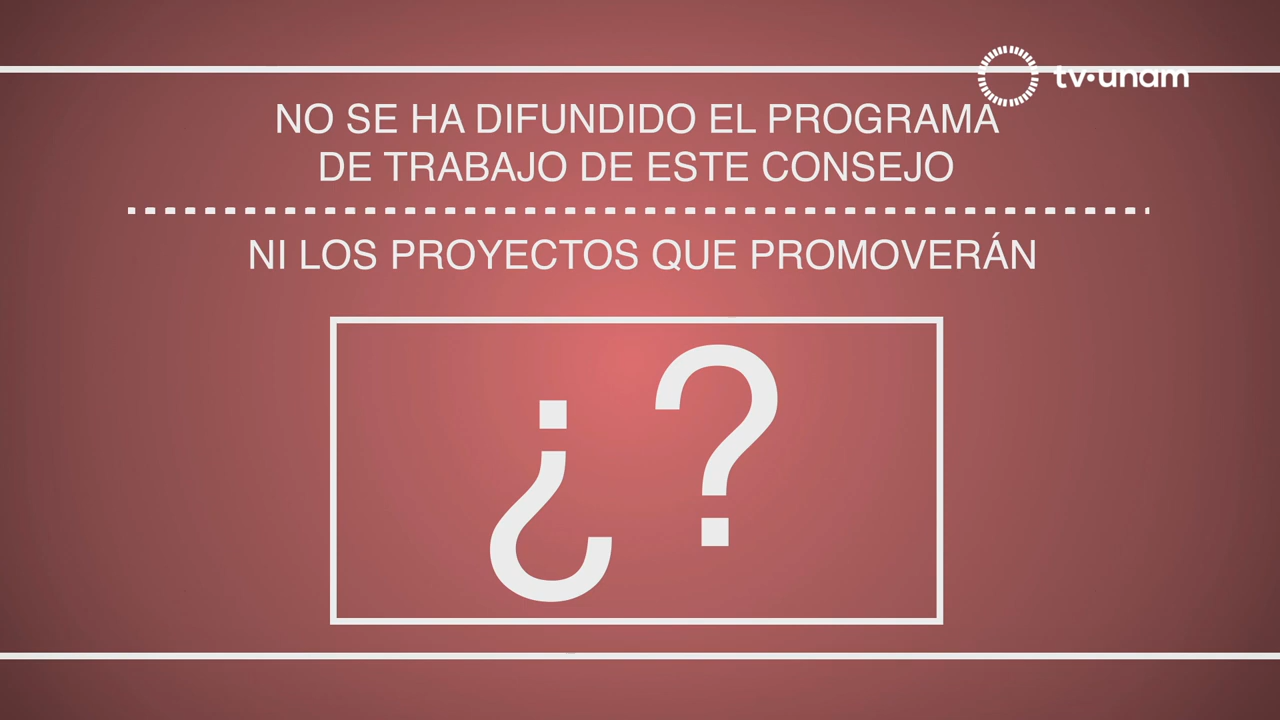 tv·unam
NO SE HA DIFUNDIDO EL PROGRAMA
DE TRABAJO DE ESTE CONSEJO
NI LOS PROYECTOS QUE PROMOVERÁN
¿?